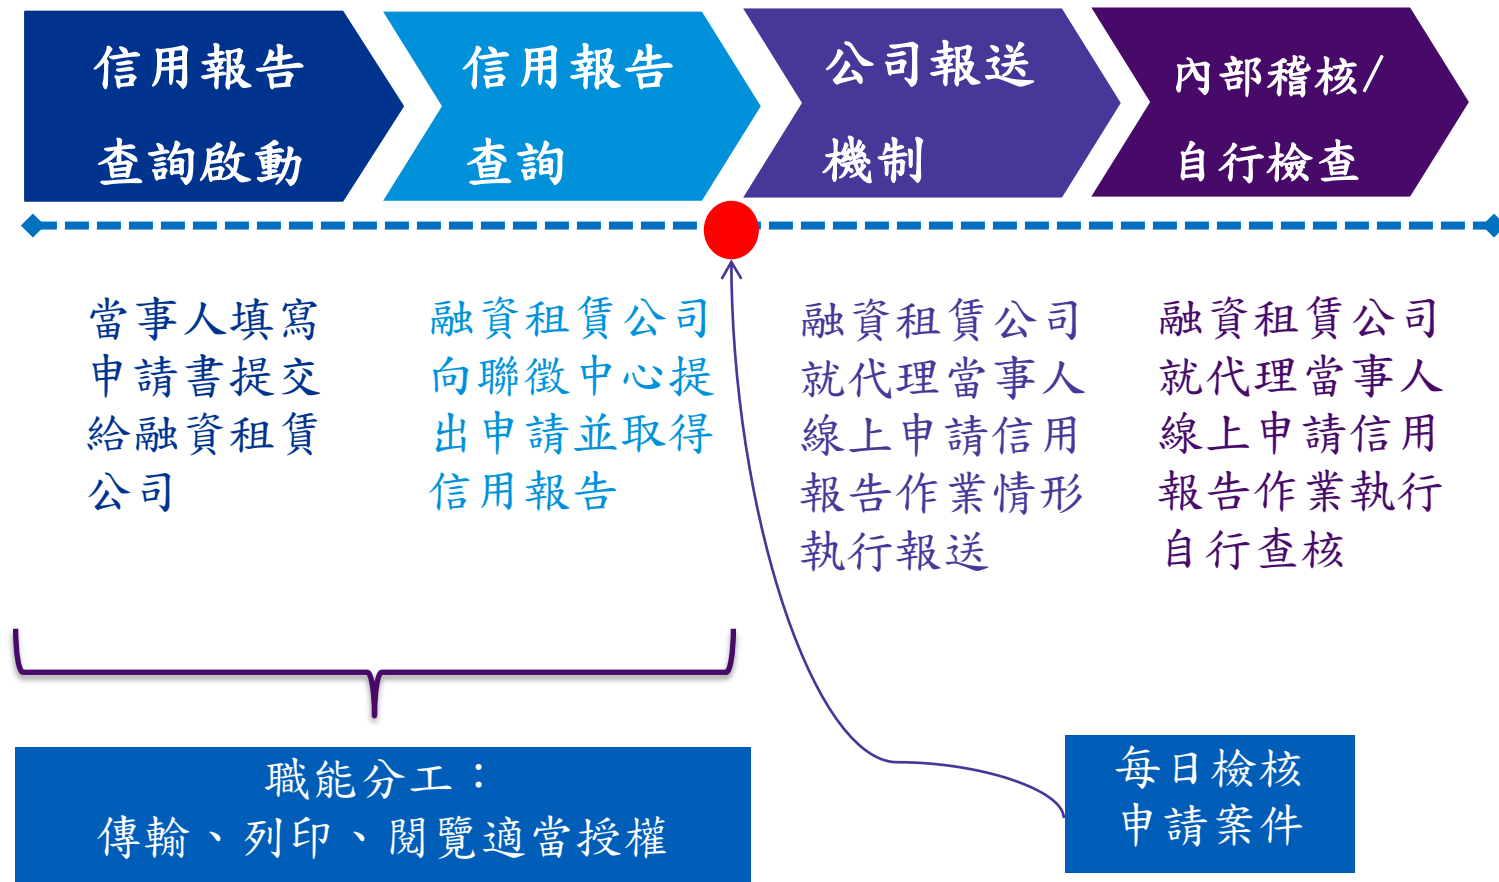 信用報告
查詢啟動
信用報告
查詢
公司報送
機制
內部稽核/
自行檢查
當事人填寫
申請書提交
給融資租賃
公司
融資租賃公司
向聯徵中心提
出申請並取得
信用報告
融資租賃公司
就代理當事人
線上申請信用
報告作業情形
執行報送
融資租賃公司
就代理當事人
線上申請信用
報告作業執行
自行查核
職能分工：
傳輸、列印、閱覽適當授權
每日檢核
申請案件